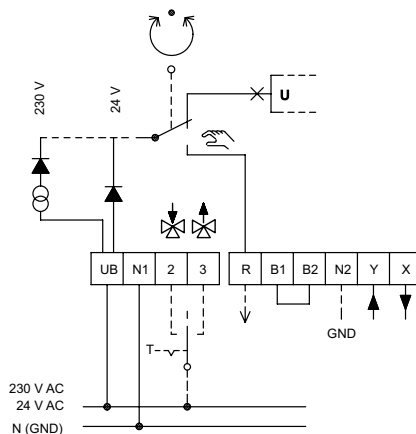 230 V
24 V
U
UB N1 2 3 R B1 B2 N2 Y X
GND
T
230 V AC
24 V AC
N (GND)